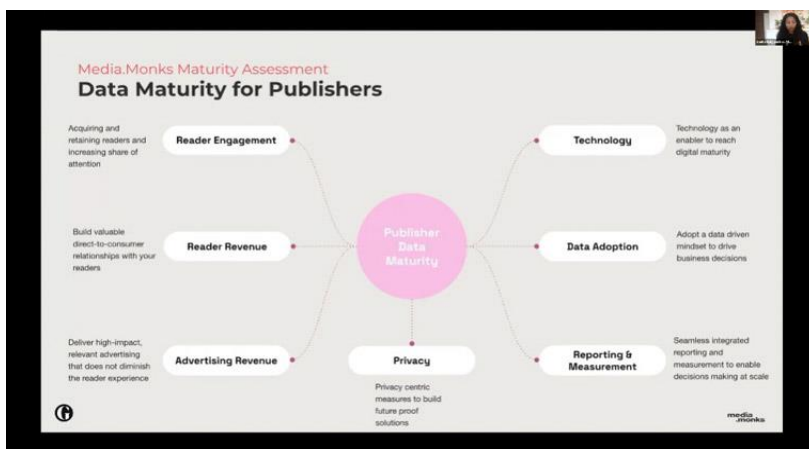 Media.Monks Maturity Assessment
Data Maturity for Publishers
Acquiring and
retaining readers and
increasing share of
attention
Reader Engagement
Build valuable
direct-to-consumer
relationships with your
readers
Reader Revenue
Deliver high-impact,
relevant advertising
that does not diminish
the reader experience
Advertising Revenue
Publisher
Data
Maturity
Privacy
Privacy centric
measures to build
future proof
solutions
Technology
Technology as an
enabler to reach
digital maturity
Data Adoption
Adopt a data driven
mindset to drive
business decisions
Reporting &
Measurement
Seamless integrated
reporting and
measurement to enable
decisions making at scale
media
.monks